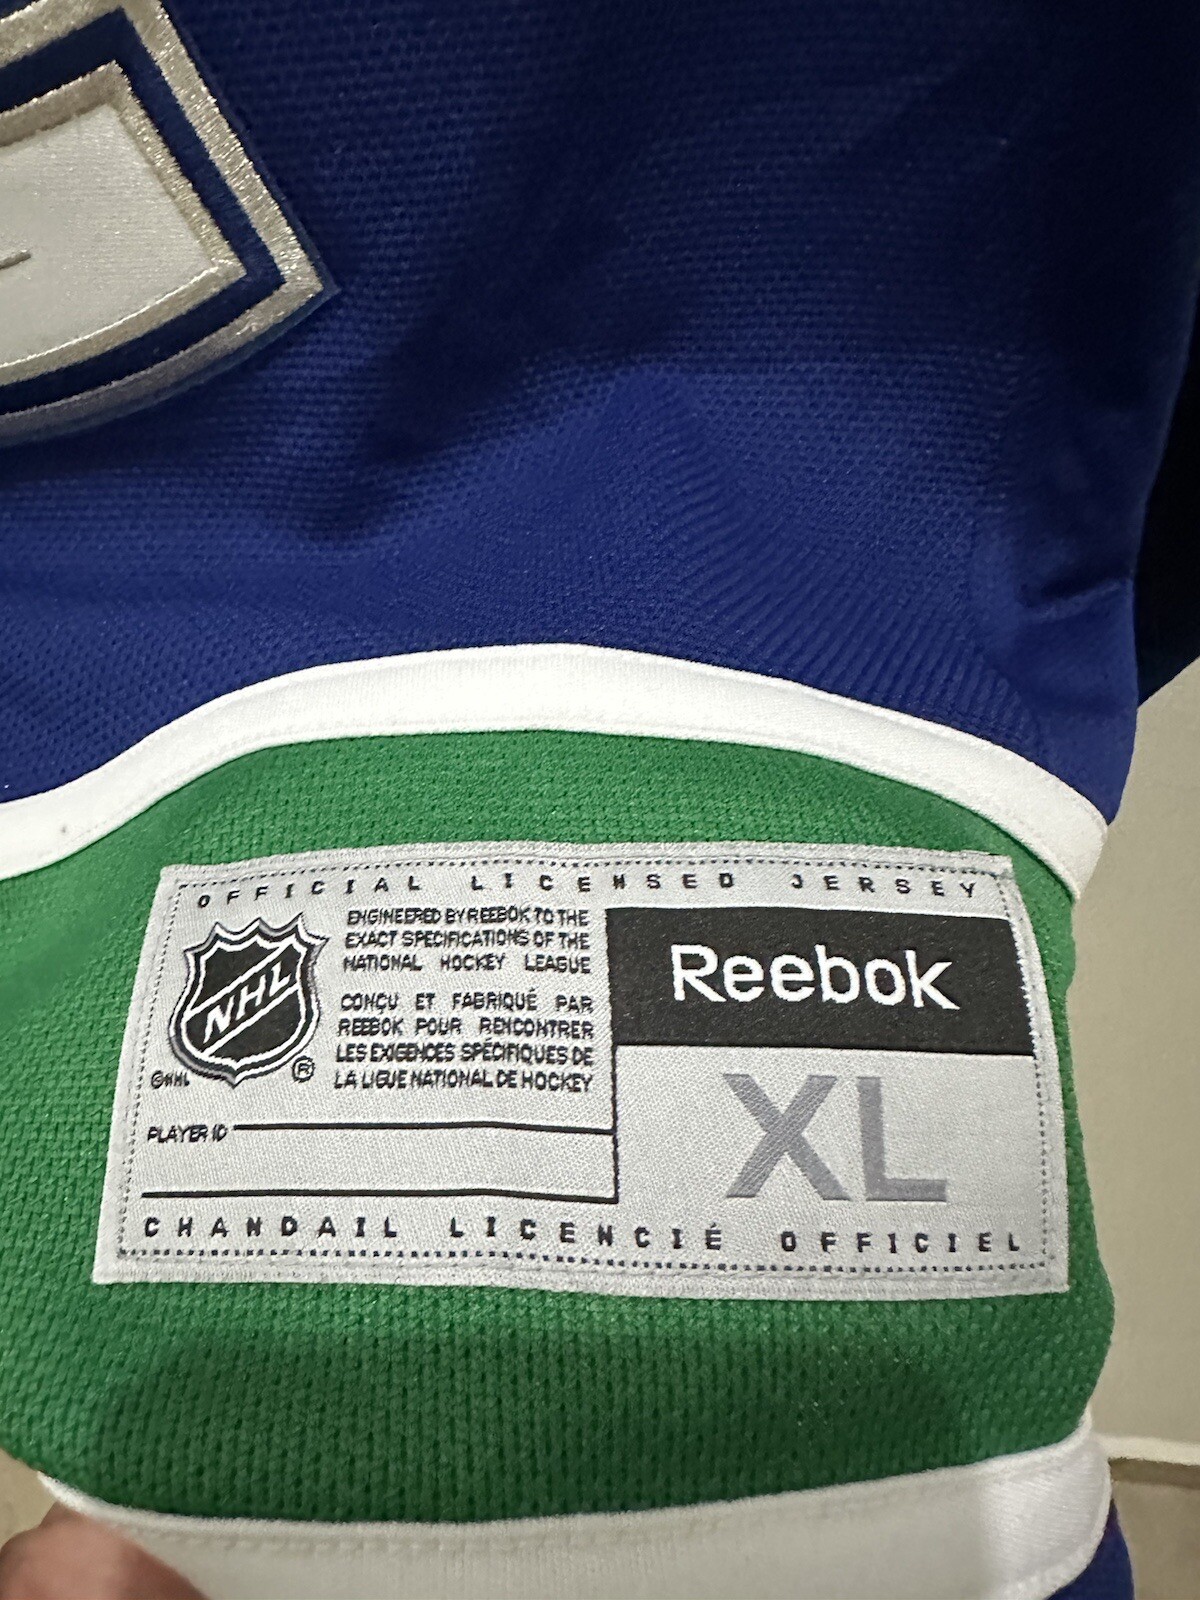 OFFICIAL LICENSED JERSEY
ENGINEERED BY REEBOK TO THE
EXACT SPECIFICATIONS OF THE
NATIONAL HOCKEY LEAGUE
CONÇU ET FABRIQUÉ PAR
REEBOK POUR RENCONTRER
LES EXIGENCES SPÉCIFIQUES DE
LA LIGUE NATIONAL DE HOCKEY
NHL
©NHL
®
Reebok
XL
PLAYER ID
CHANDAIL LICENCIÉ OFFICIEL